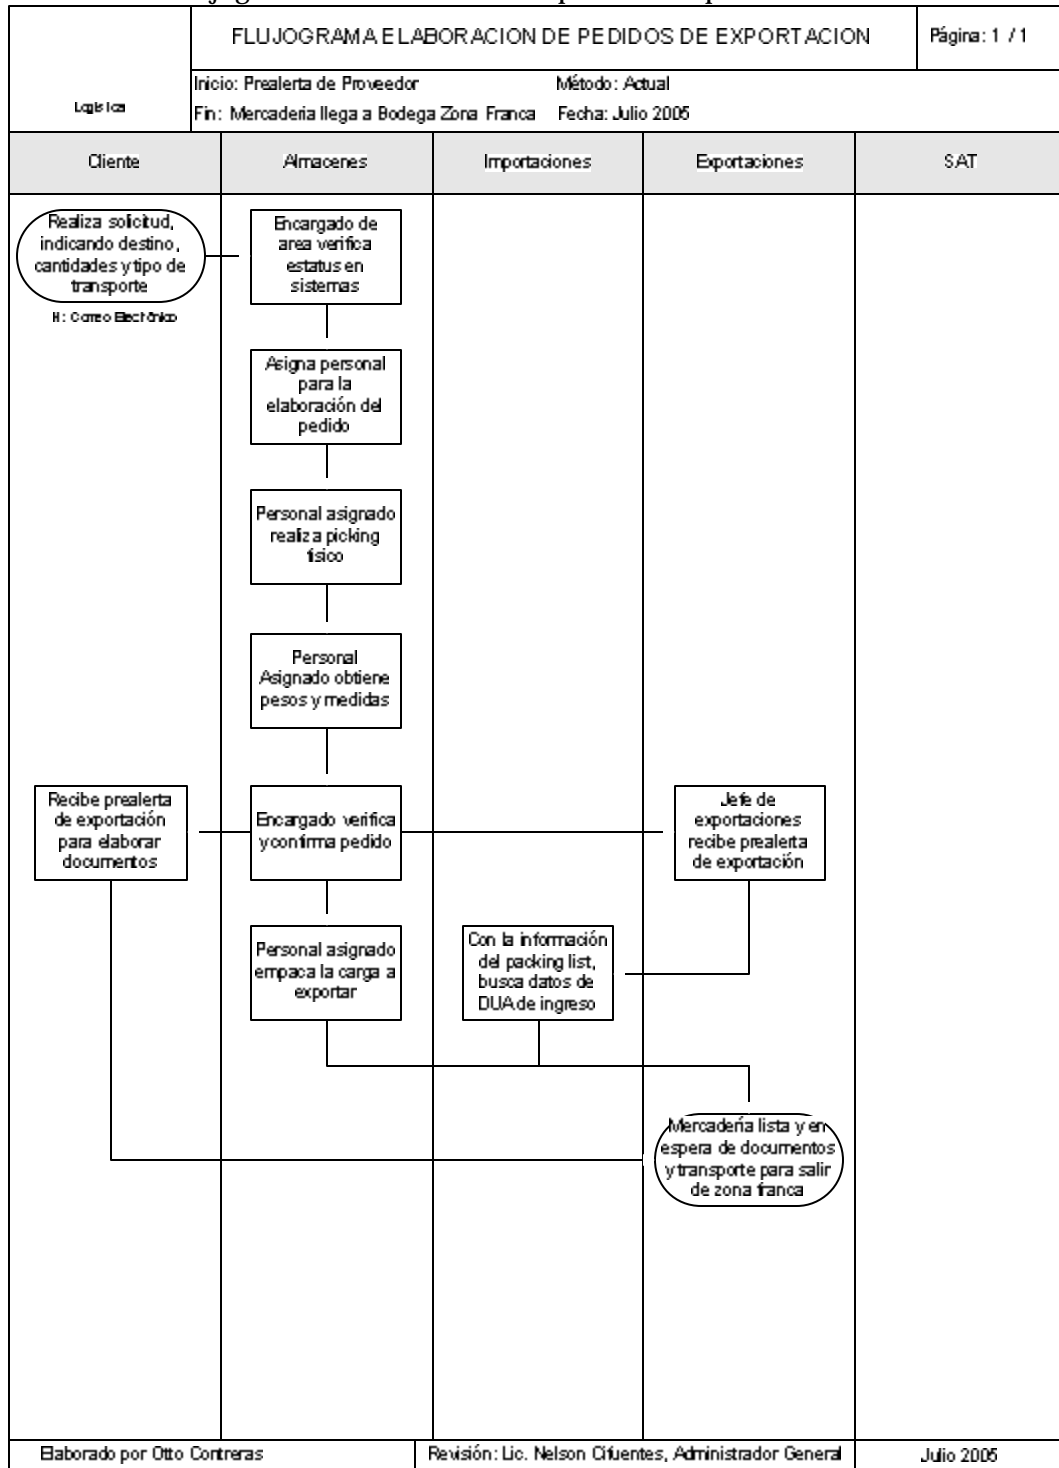 FLUJOGRAMA ELABORACION DE PEDIDOS DE EXPORTACION
Página: 1 / 1
Logística
Inicio: Prealerta de Proveedor
Método: Actual
Fin: Mercadería llega a Bodega Zona Franca
Fecha: Julio 2005
Cliente
Almacenes
Importaciones
Exportaciones
SAT
Realiza solicitud,
indicando destino,
cantidades y tipo de
transporte
H: Correo Electrónico
Encargado de
area verifica
estatus en
sistemas
Asigna personal
para la
elaboración del
pedido
Personal asignado
realiza picking
físico
Personal
Asignado obtiene
pesos y medidas
Recibe prealerta
de exportación
para elaborar
documentos
Encargado verifica
y confirma pedido
Jefe de
exportaciones
recibe prealerta
de exportación
Personal asignado
empaca la carga a
exportar
Con la información
del packing list,
busca datos de
DUA de ingreso
Mercadería lista y en
espera de documentos
y transporte para salir
de zona franca
Elaborado por Otto Contreras
Revisión: Lic. Nelson Cifuentes, Administrador General
Julio 2005